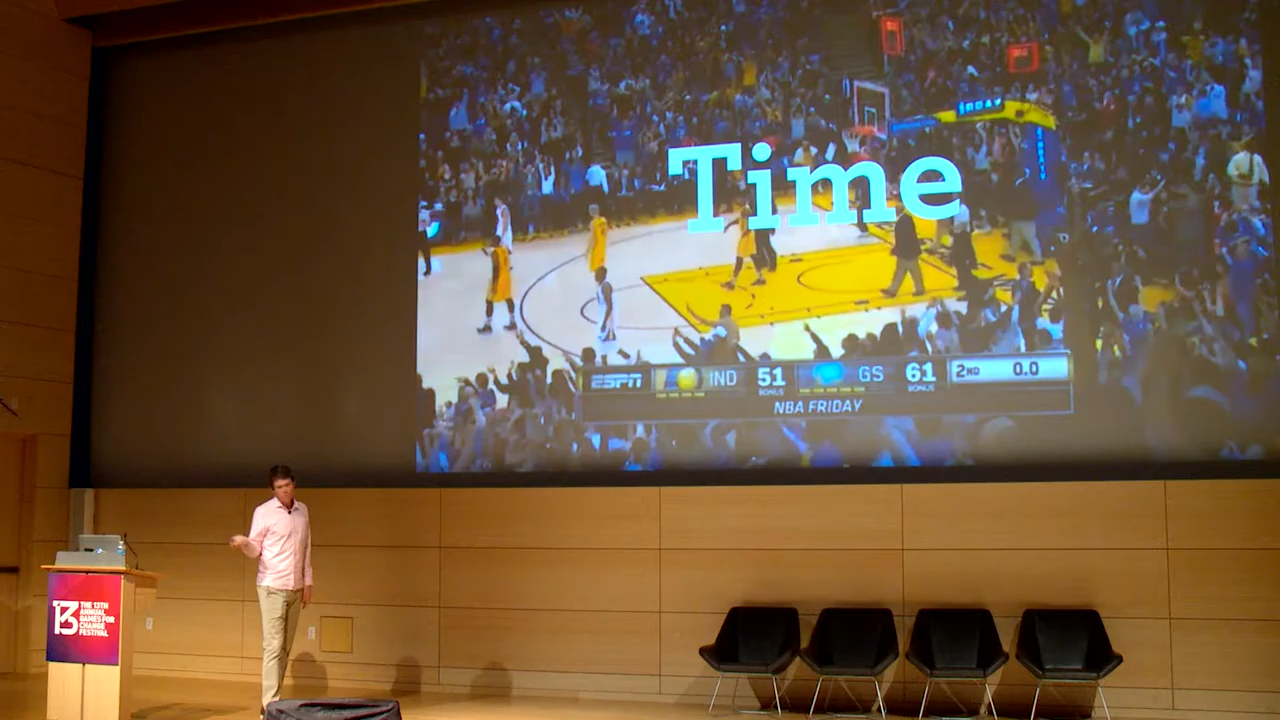 Time
ESPN IND 51 GS 61 2ND 0.0
BONUS BONUS
NBA FRIDAY
13 THE 13TH
ANNUAL
GAMES FOR
CHANGE
FESTIVAL